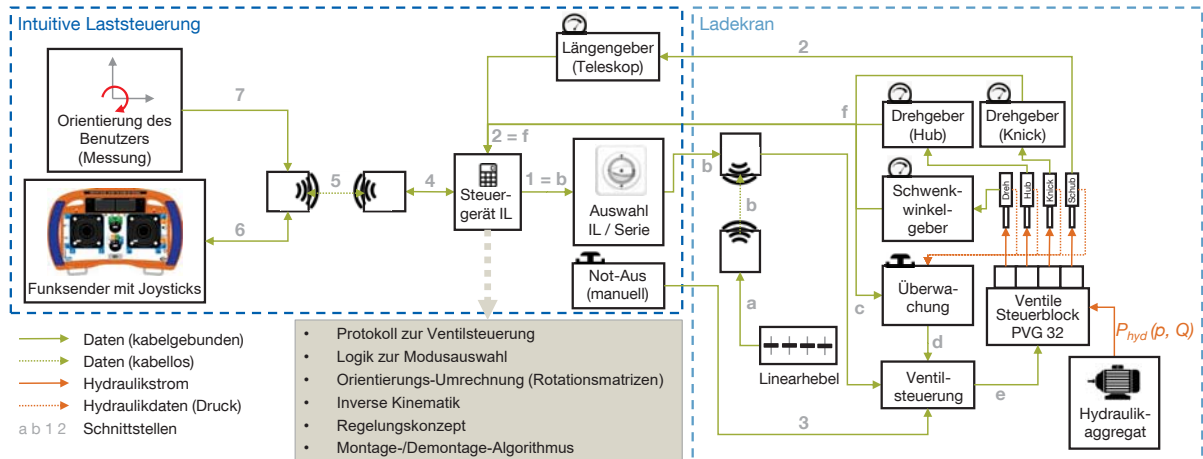 Intuitive Laststeuerung
Orientierung des
Benutzers
(Messung)
7
Funksender mit Joysticks
6
5
4
Längengeber
(Teleskop)
2 = f
Steuer-
gerät IL
1 = b
Auswahl
IL / Serie
Not-Aus
(manuell)
Ladekran
2
f
Drehgeber
(Hub)
Drehgeber
(Knick)
b
b
a
Schwenk-
winkel-
geber
Dreh
Hub
Knick
Schub
Überwa-
chung
c
d
Ventile
Steuerblock
PVG 32
P_hyd (p, Q)
Linearhebel
Ventil-
steuerung
e
3
Hydraulik-
aggregat
Daten (kabelgebunden)
Daten (kabellos)
Hydraulikstrom
Hydraulikdaten (Druck)
a b 1 2 Schnittstellen
• Protokoll zur Ventilsteuerung
• Logik zur Modusauswahl
• Orientierungs-Umrechnung (Rotationsmatrizen)
• Inverse Kinematik
• Regelungskonzept
• Montage-/Demontage-Algorithmus